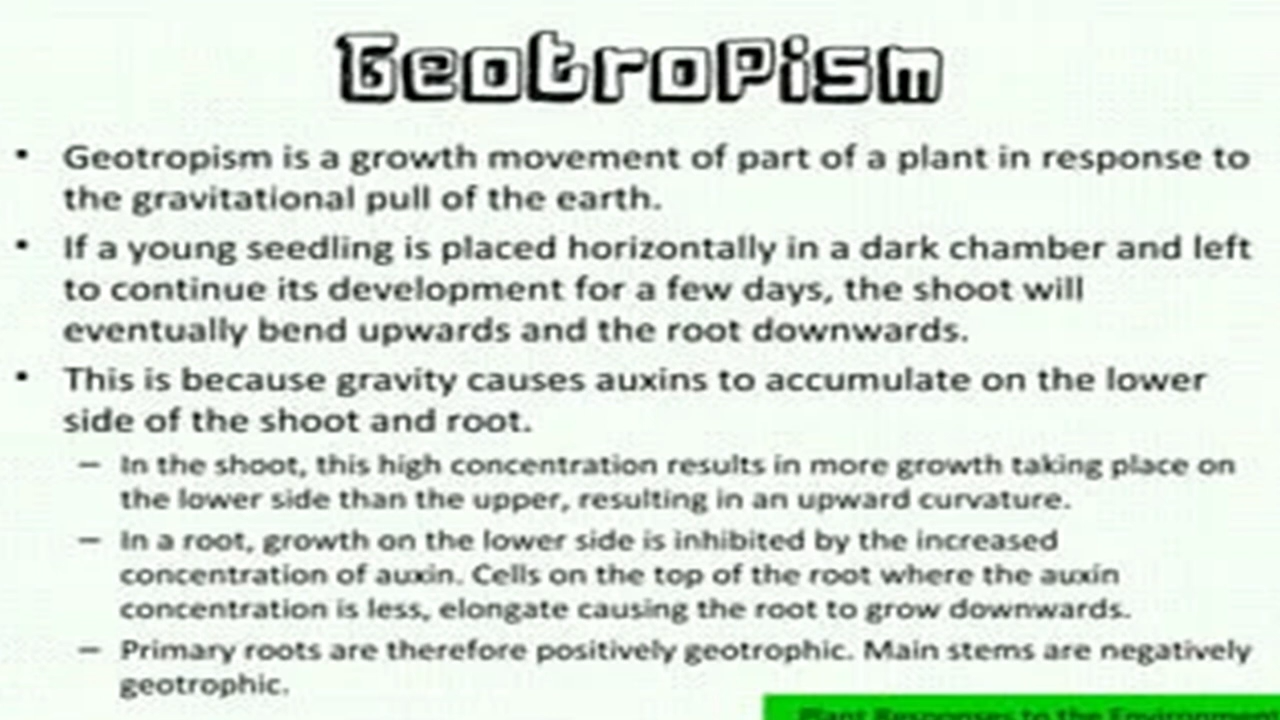 Geotropism
• Geotropism is a growth movement of part of a plant in response to
the gravitational pull of the earth.
• If a young seedling is placed horizontally in a dark chamber and left
to continue its development for a few days, the shoot will
eventually bend upwards and the root downwards.
• This is because gravity causes auxins to accumulate on the lower
side of the shoot and root.
– In the shoot, this high concentration results in more growth taking place on
the lower side than the upper, resulting in an upward curvature.
– In a root, growth on the lower side is inhibited by the increased
concentration of auxin. Cells on the top of the root where the auxin
concentration is less, elongate causing the root to grow downwards.
– Primary roots are therefore positively geotrophic. Main stems are negatively
geotrophic.
Plant Responses to the Environment